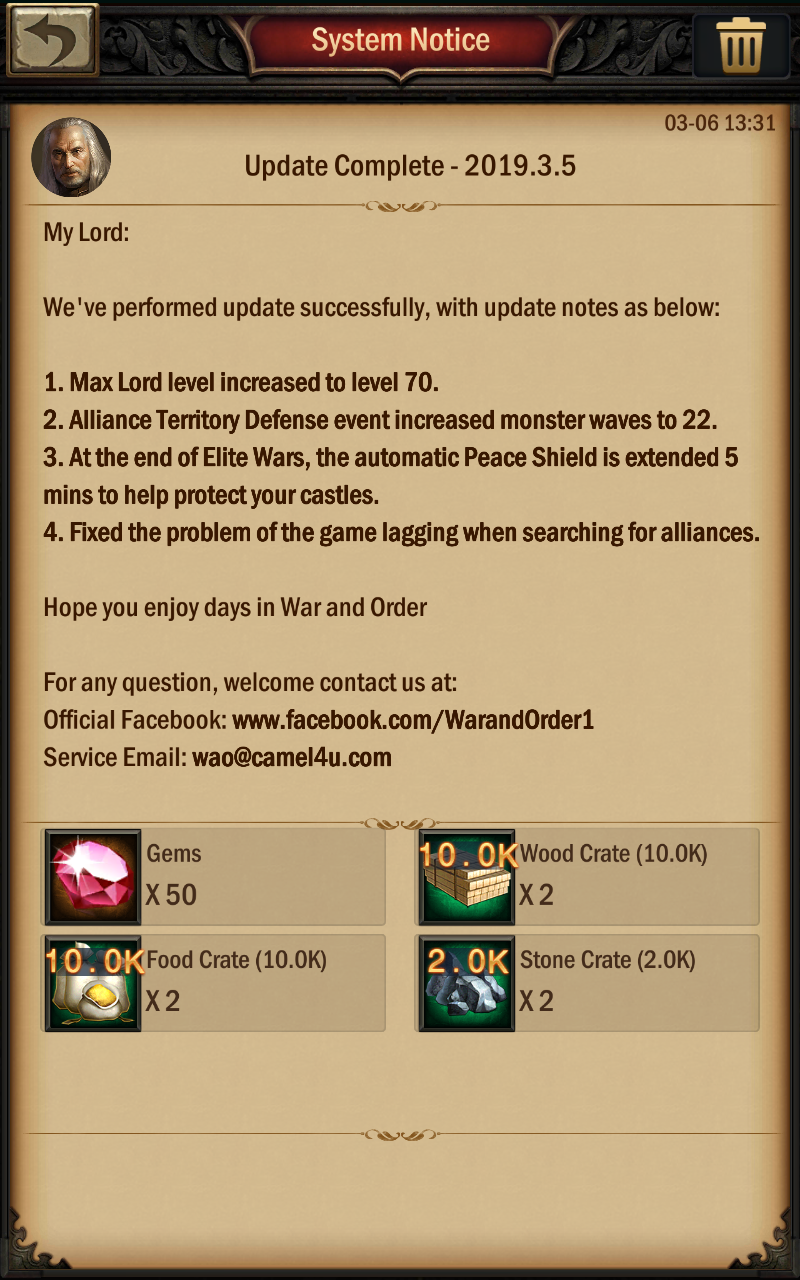 System Notice
03-06 13:31
Update Complete - 2019.3.5
My Lord:
We've performed update successfully, with update notes as below:
1. Max Lord level increased to level 70.
2. Alliance Territory Defense event increased monster waves to 22.
3. At the end of Elite Wars, the automatic Peace Shield is extended 5
mins to help protect your castles.
4. Fixed the problem of the game lagging when searching for alliances.
Hope you enjoy days in War and Order
For any question, welcome contact us at:
Official Facebook: www.facebook.com/WarandOrder1
Service Email: wao@camel4u.com
Gems
X 50
10.0K
Wood Crate (10.0K)
X 2
10.0K
Food Crate (10.0K)
X 2
2.0K
Stone Crate (2.0K)
X 2